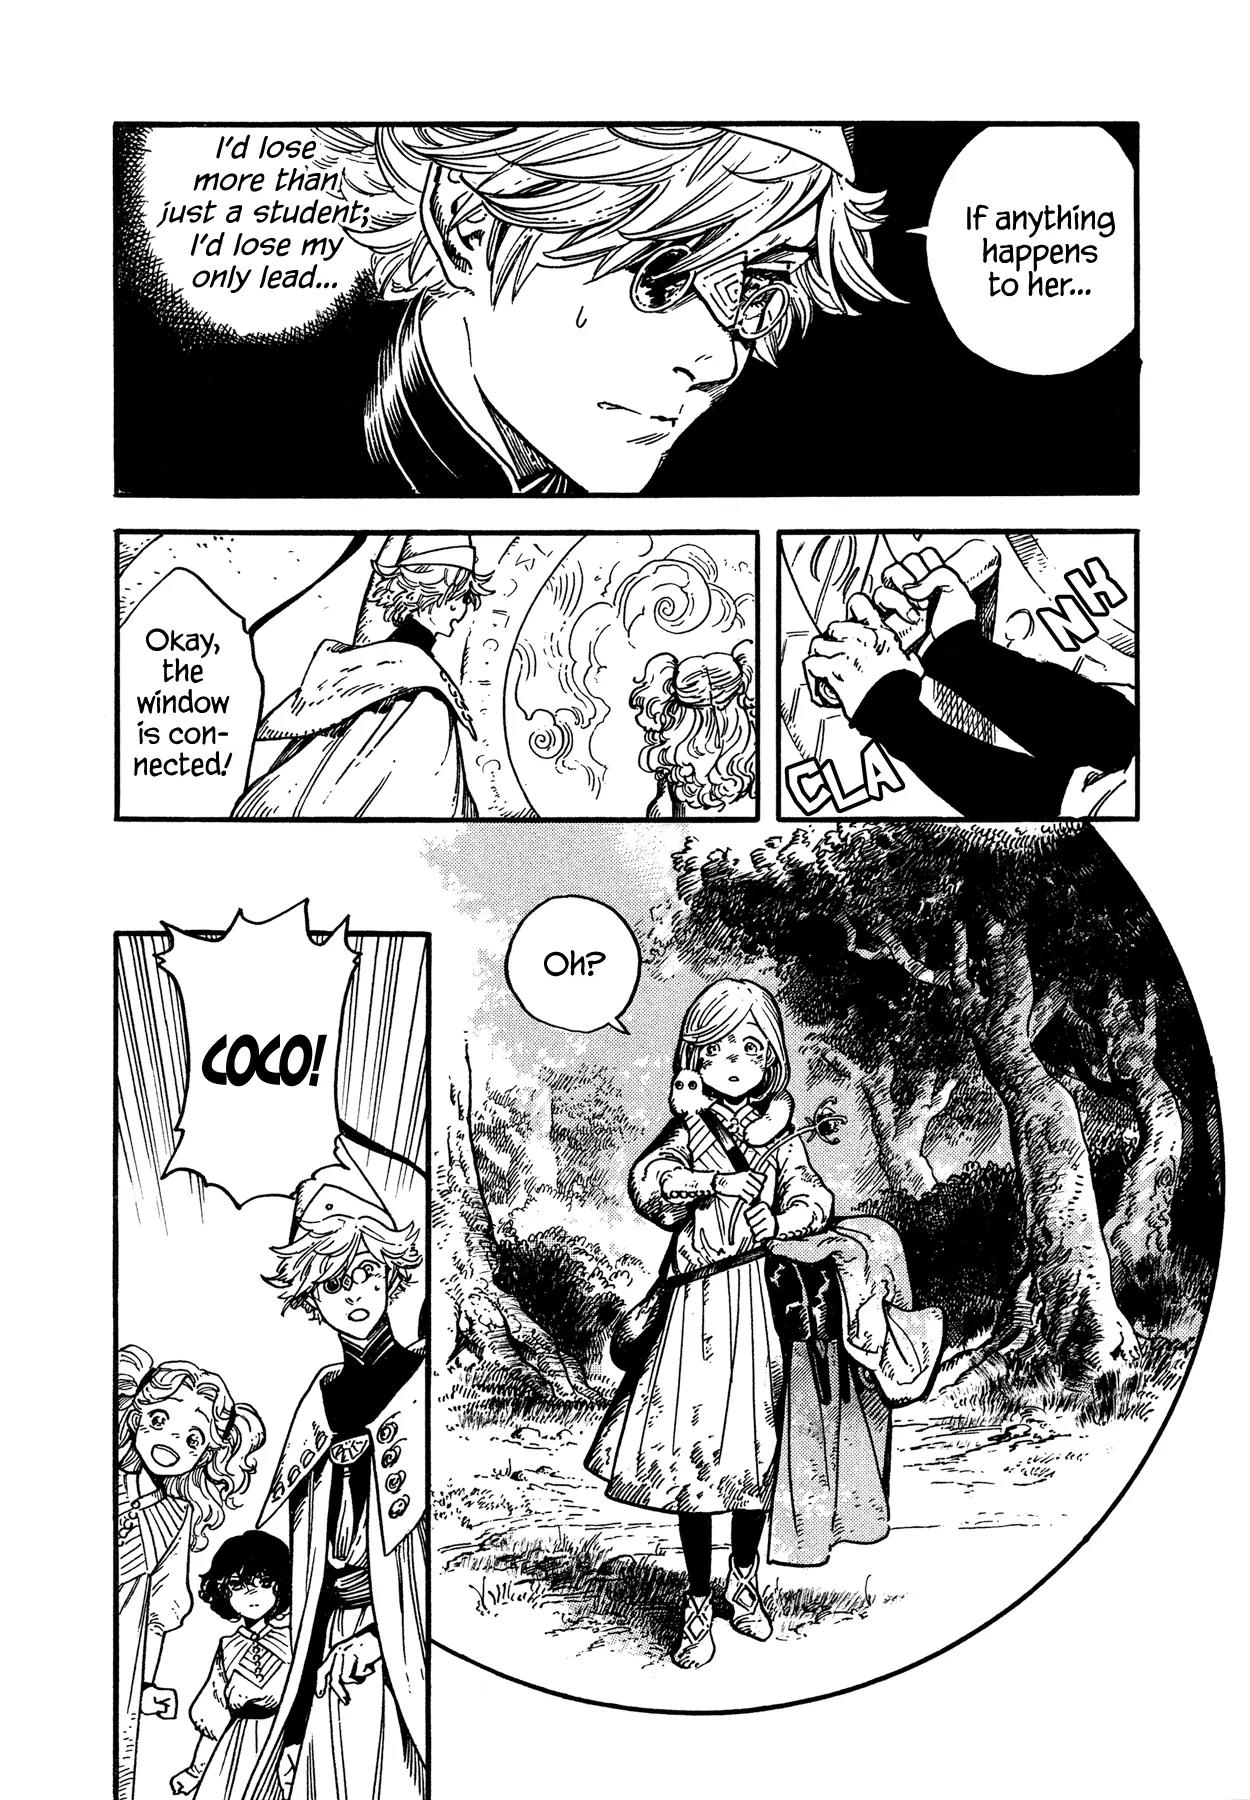 If anything
happens
to her...
I'd lose
more than
just a student;
I'd lose my
only lead...
CLA
NK
Okay,
the
window
is con-
nected!
Oh?
COCO!